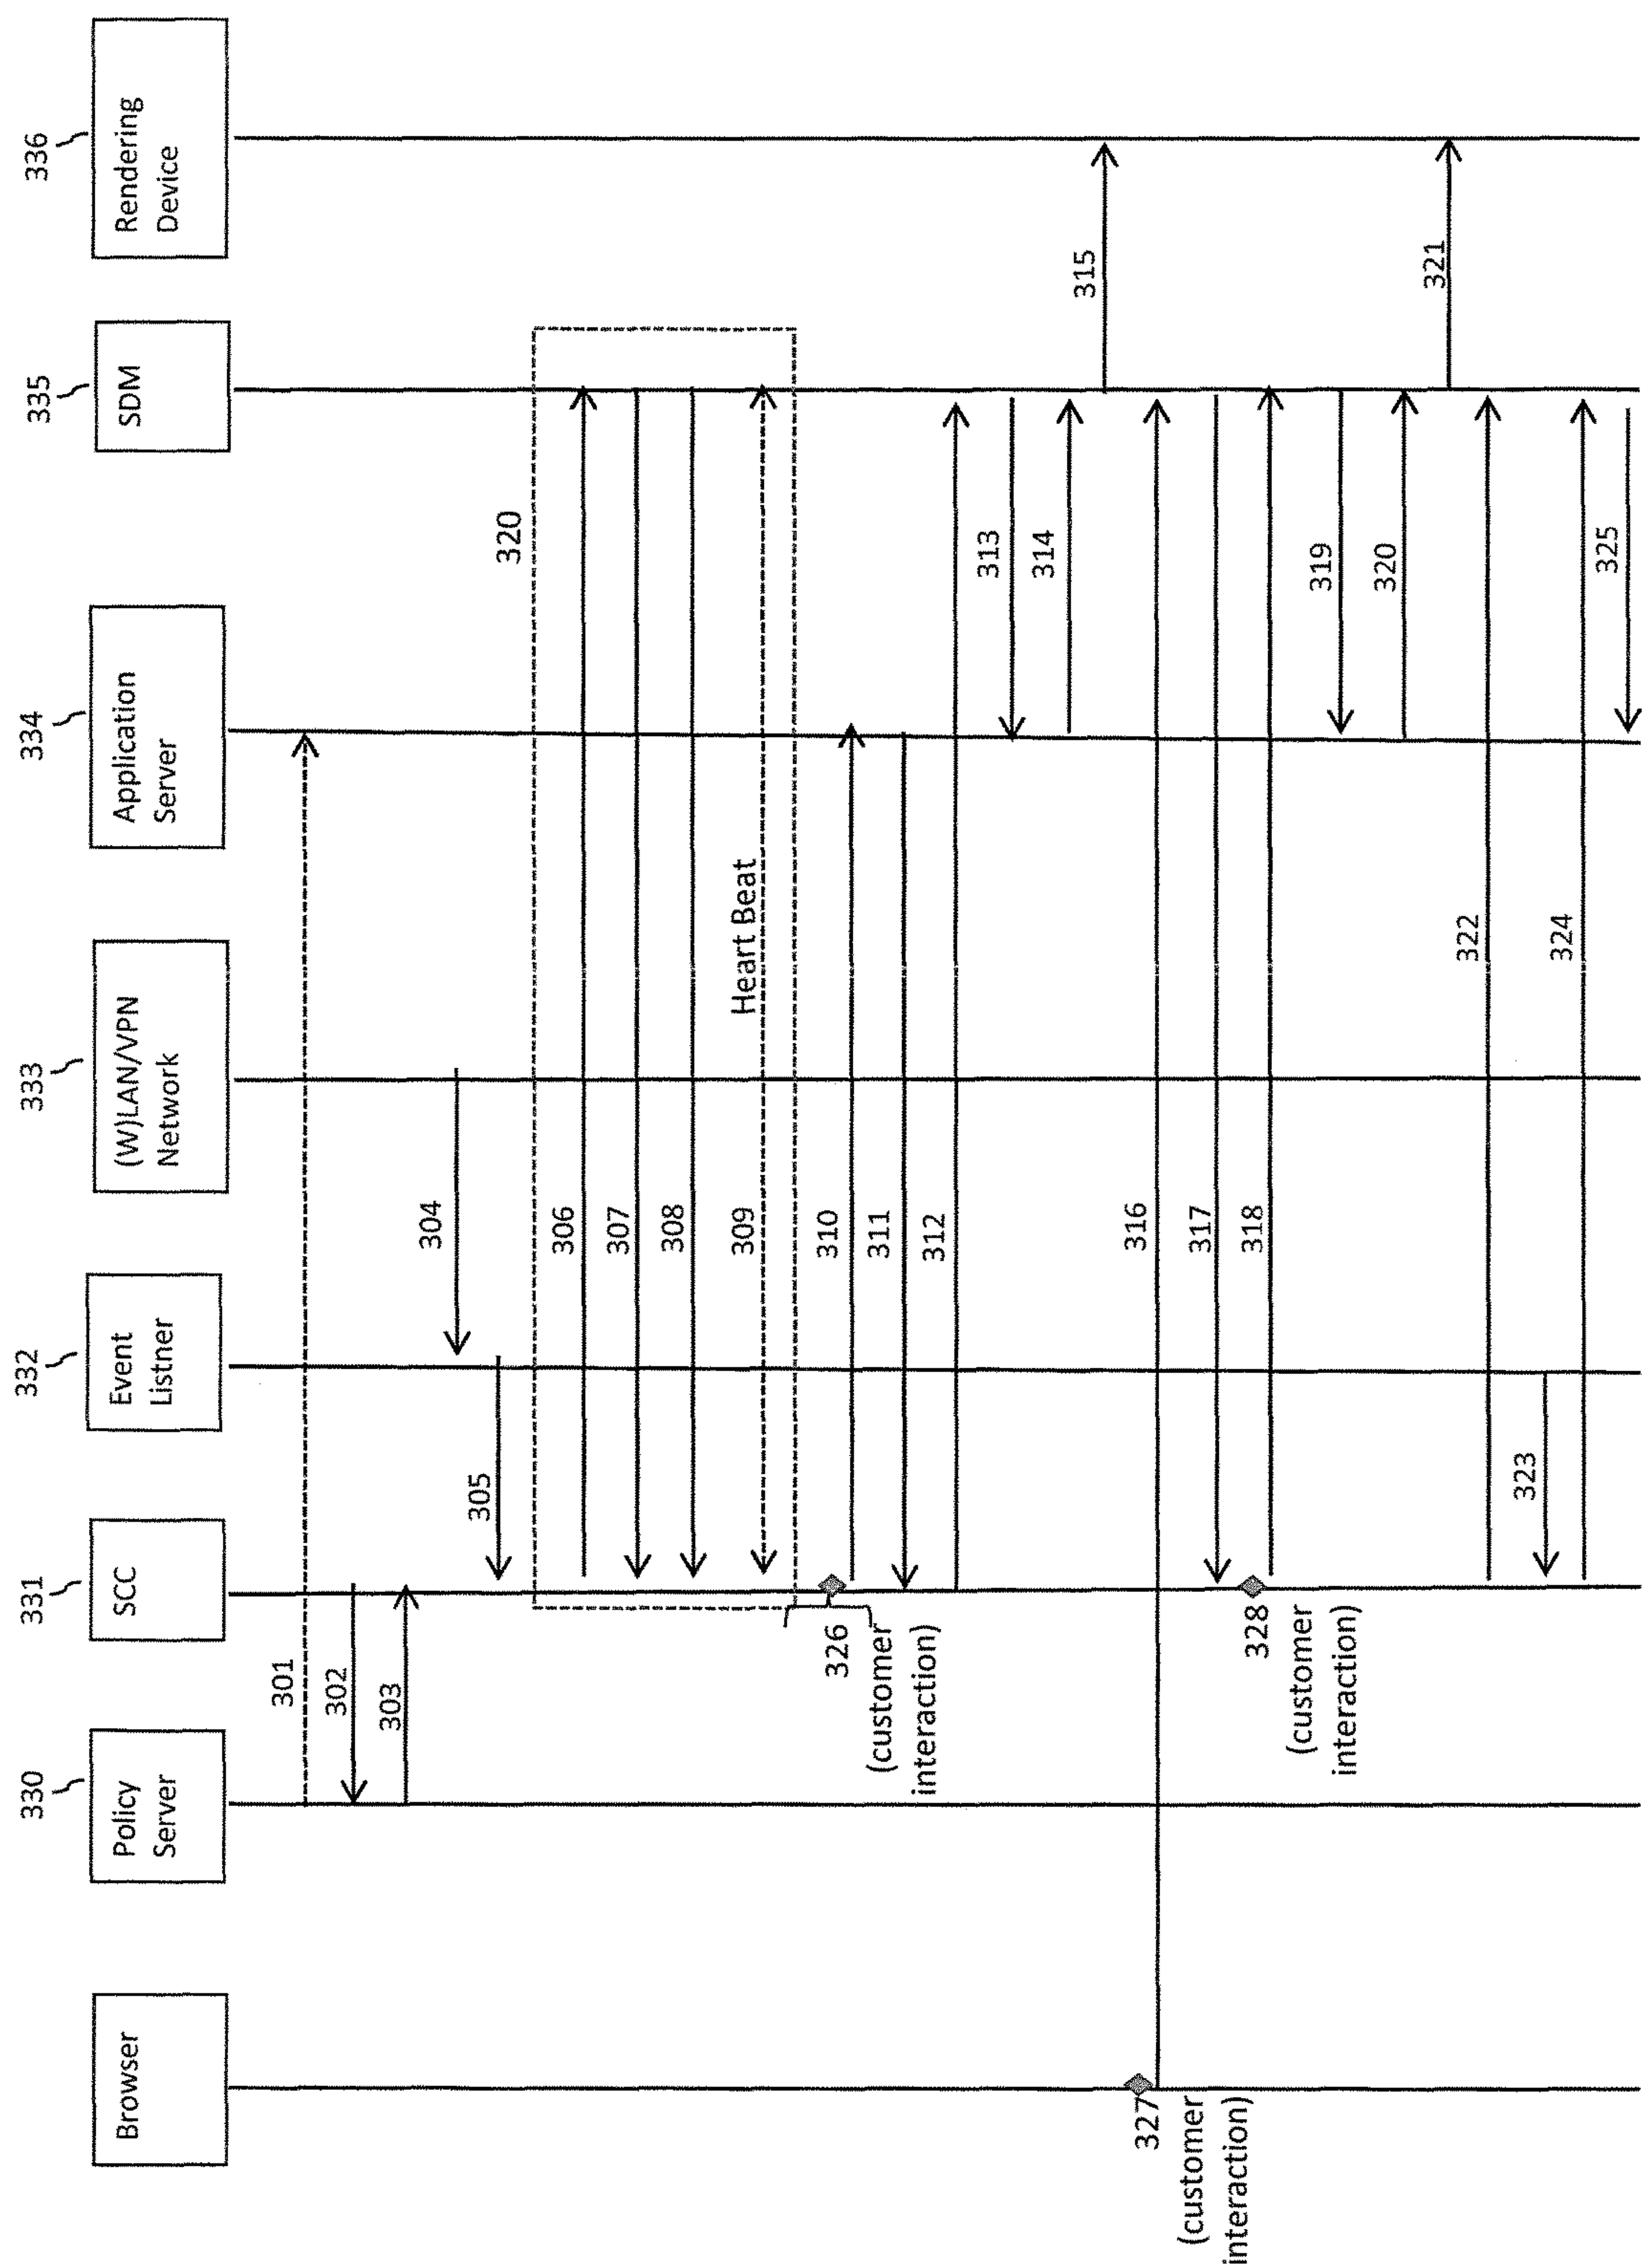 Browser
330
Policy
Server
331
SCC
332
Event
Listner
333
(W)LAN/VPN
Network
334
Application
Server
335
SDM
336
Rendering
Device
301
302
303
304
305
320
306
307
308
309
Heart Beat
326
(customer
interaction)
310
311
312
313
314
315
327
(customer
interaction)
316
317
328
(customer
interaction)
318
319
320
321
322
323
324
325